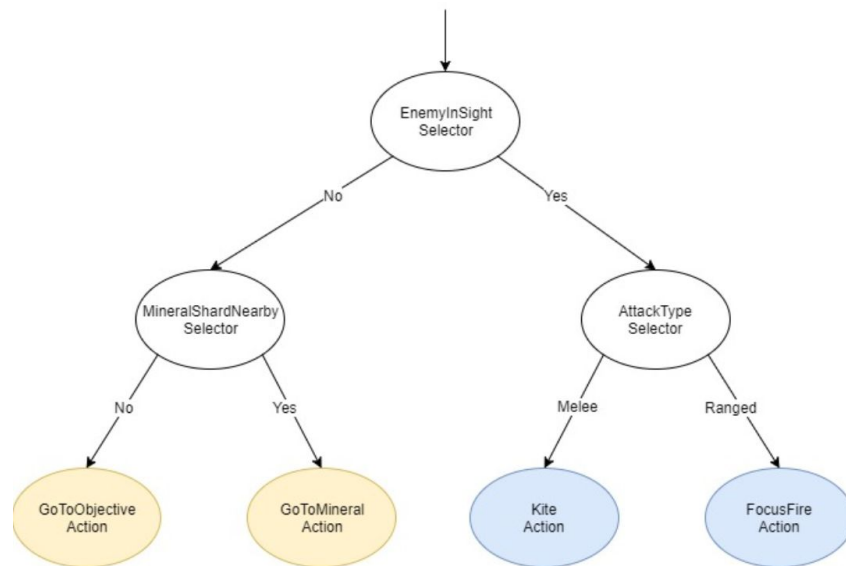 EnemyInSight
Selector
No
Yes
MineralShardNearby
Selector
AttackType
Selector
No
Yes
Melee
Ranged
GoToObjective
Action
GoToMineral
Action
Kite
Action
FocusFire
Action